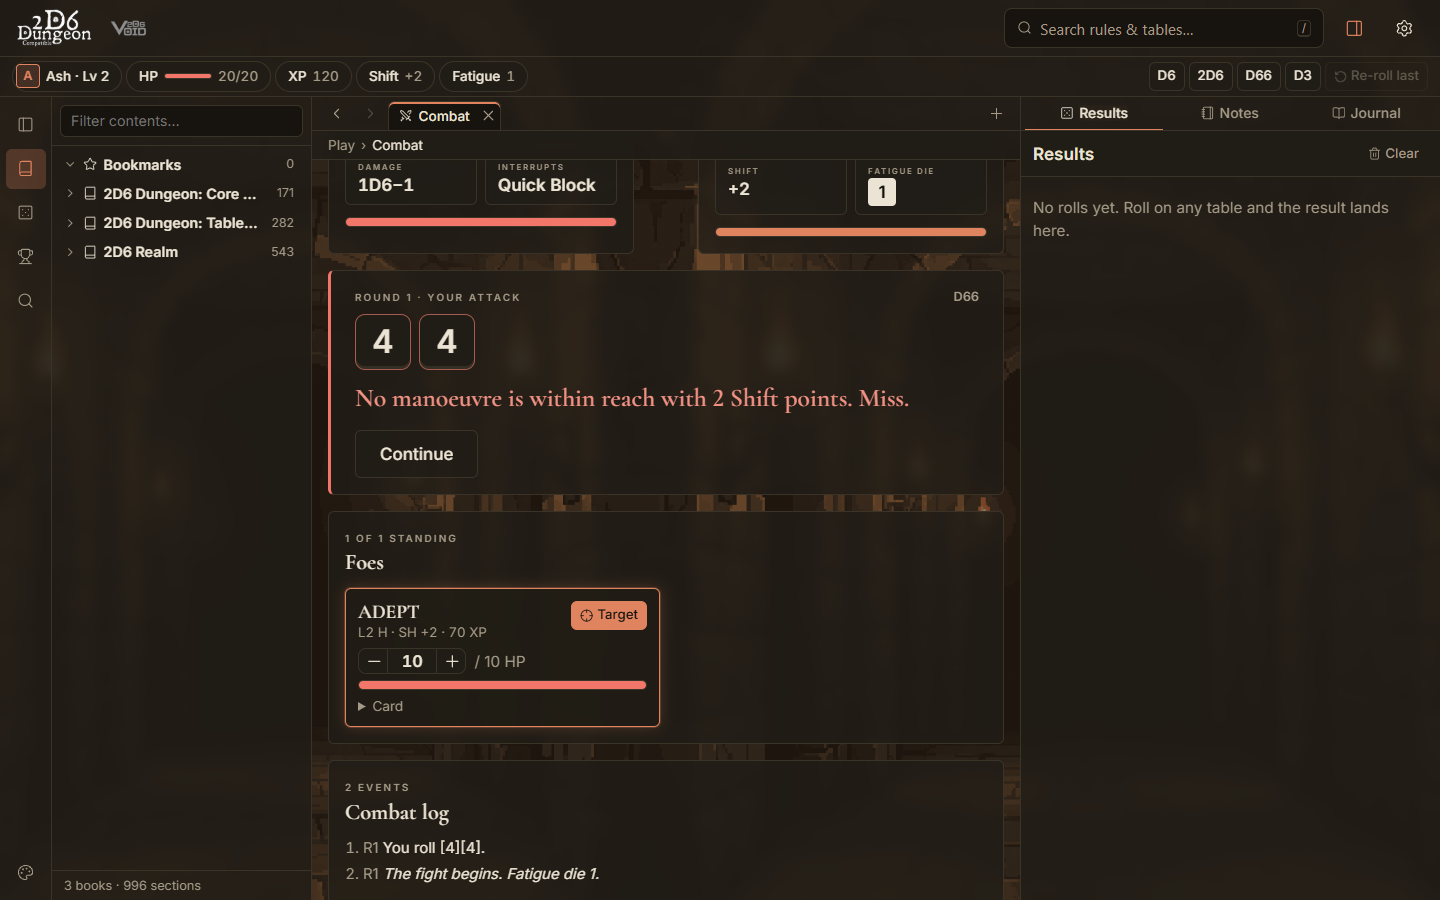 2D6
Dungeon
Compatible
VOID
Search rules & tables...
/
A
Ash · Lv 2
HP
20/20
XP 120
Shift +2
Fatigue 1
D6
2D6
D66
D3
Re-roll last
Filter contents...
Bookmarks
0
2D6 Dungeon: Core ...
171
2D6 Dungeon: Table...
282
2D6 Realm
543
3 books · 996 sections
Combat
Play › Combat
DAMAGE
1D6−1
INTERRUPTS
Quick Block
SHIFT
+2
FATIGUE DIE
1
ROUND 1 · YOUR ATTACK
D66
4 4
No manoeuvre is within reach with 2 Shift points. Miss.
Continue
1 OF 1 STANDING
Foes
ADEPT
Target
L2 H · SH +2 · 70 XP
− 10 + / 10 HP
Card
2 EVENTS
Combat log
1. R1 You roll [4][4].
2. R1 The fight begins. Fatigue die 1.
Results
Notes
Journal
Results
Clear
No rolls yet. Roll on any table and the result lands
here.